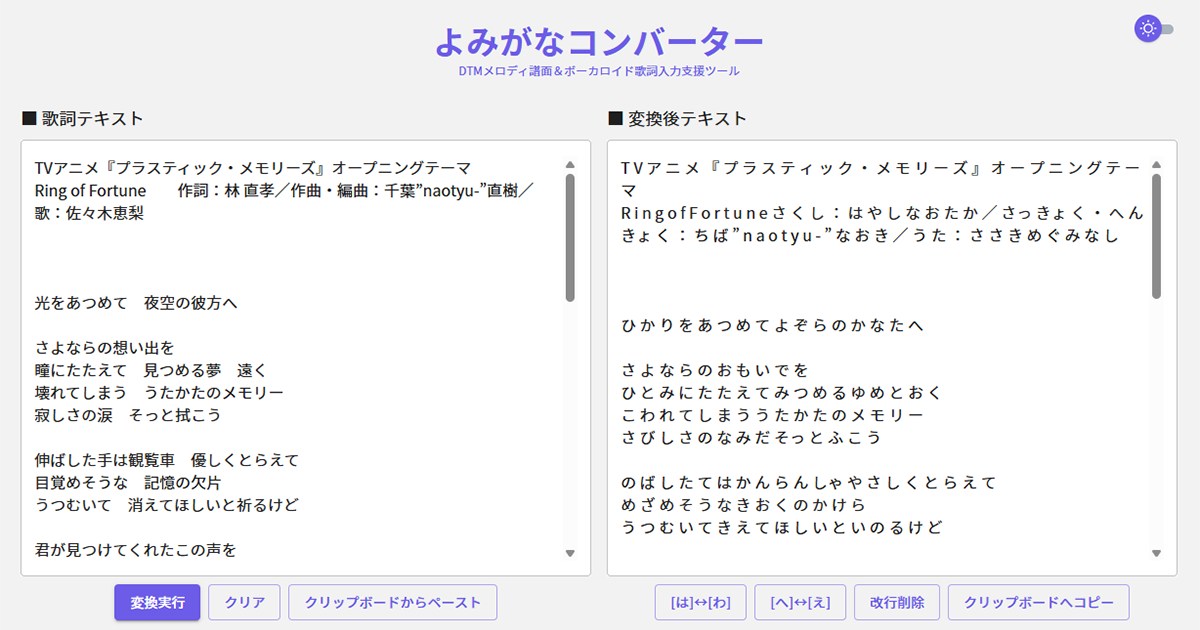 よみがなコンバーター
DTMメロディ譜面＆ボーカロイド歌詞入力支援ツール
■ 歌詞テキスト
TVアニメ『プラスティック・メモリーズ』オープニングテーマ
Ring of Fortune　　作詞：林 直孝／作曲・編曲：千葉”naotyu-”直樹／
歌：佐々木恵梨
光をあつめて　夜空の彼方へ
さよならの想い出を
瞳にたたえて　見つめる夢　遠く
壊れてしまう　うたかたのメモリー
寂しさの涙　そっと拭こう
伸ばした手は観覧車　優しくとらえて
目覚めそうな　記憶の欠片
うつむいて　消えてほしいと祈るけど
君が見つけてくれたこの声を
変換実行
クリア
クリップボードからペースト
■ 変換後テキスト
TVアニメ『プラスティック・メモリーズ』オープニングテー
マ
RingofFortuneさくし：はやしなおたか／さっきょく・へん
きょく：ちば”naotyu-”なおき／うた：ささきめぐみなし
ひかりをあつめてよぞらのかなたへ
さよならのおもいでを
ひとみにたたえてみつめるゆめとおく
こわれてしまううたかたのメモリー
さびしさのなみだそっとふこう
のばしたてはかんらんしゃやさしくとらえて
めざめそうなきおくのかけら
うつむいてきえてほしいといのるけど
[は]↔[わ]
[へ]↔[え]
改行削除
クリップボードへコピー